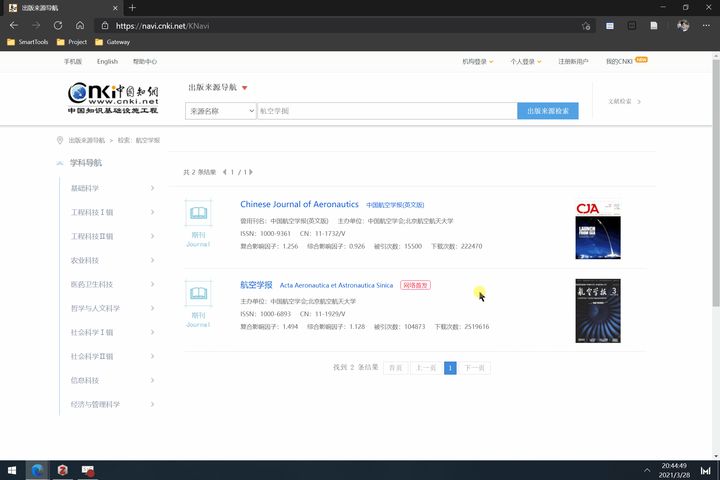 出版来源导航
https://navi.cnki.net/KNavi
SmartTools Project Gateway
手机版 English 帮助中心 机构登录 个人登录 注册新用户 我的CNKI NEW
Cnki中国知网
www.cnki.net
中国知识基础设施工程
出版来源导航
来源名称 航空学报 出版来源检索 文献检索
出版来源导航 > 检索：航空学报
学科导航
共 2 条结果 1 / 1
基础科学
工程科技Ⅰ辑
工程科技Ⅱ辑
农业科技
医药卫生科技
哲学与人文科学
社会科学Ⅰ辑
社会科学Ⅱ辑
信息科技
经济与管理科学
期刊
Journal
Chinese Journal of Aeronautics 中国航空学报(英文版)
曾用刊名：中国航空学报(英文版) 主办单位：中国航空学会;北京航空航天大学
ISSN：1000-9361 CN：11-1732/V
复合影响因子：1.256 综合影响因子：0.926 被引次数：15500 下载次数：222470
CJA
期刊
Journal
航空学报 Acta Aeronautica et Astronautica Sinica 网络首发
主办单位：中国航空学会;北京航空航天大学
ISSN：1000-6893 CN：11-1929/V
复合影响因子：1.494 综合影响因子：1.128 被引次数：104873 下载次数：2519616
航空学报
找到 2 条结果 首页 上一页 1 下一页
20:44:49
2021/3/28